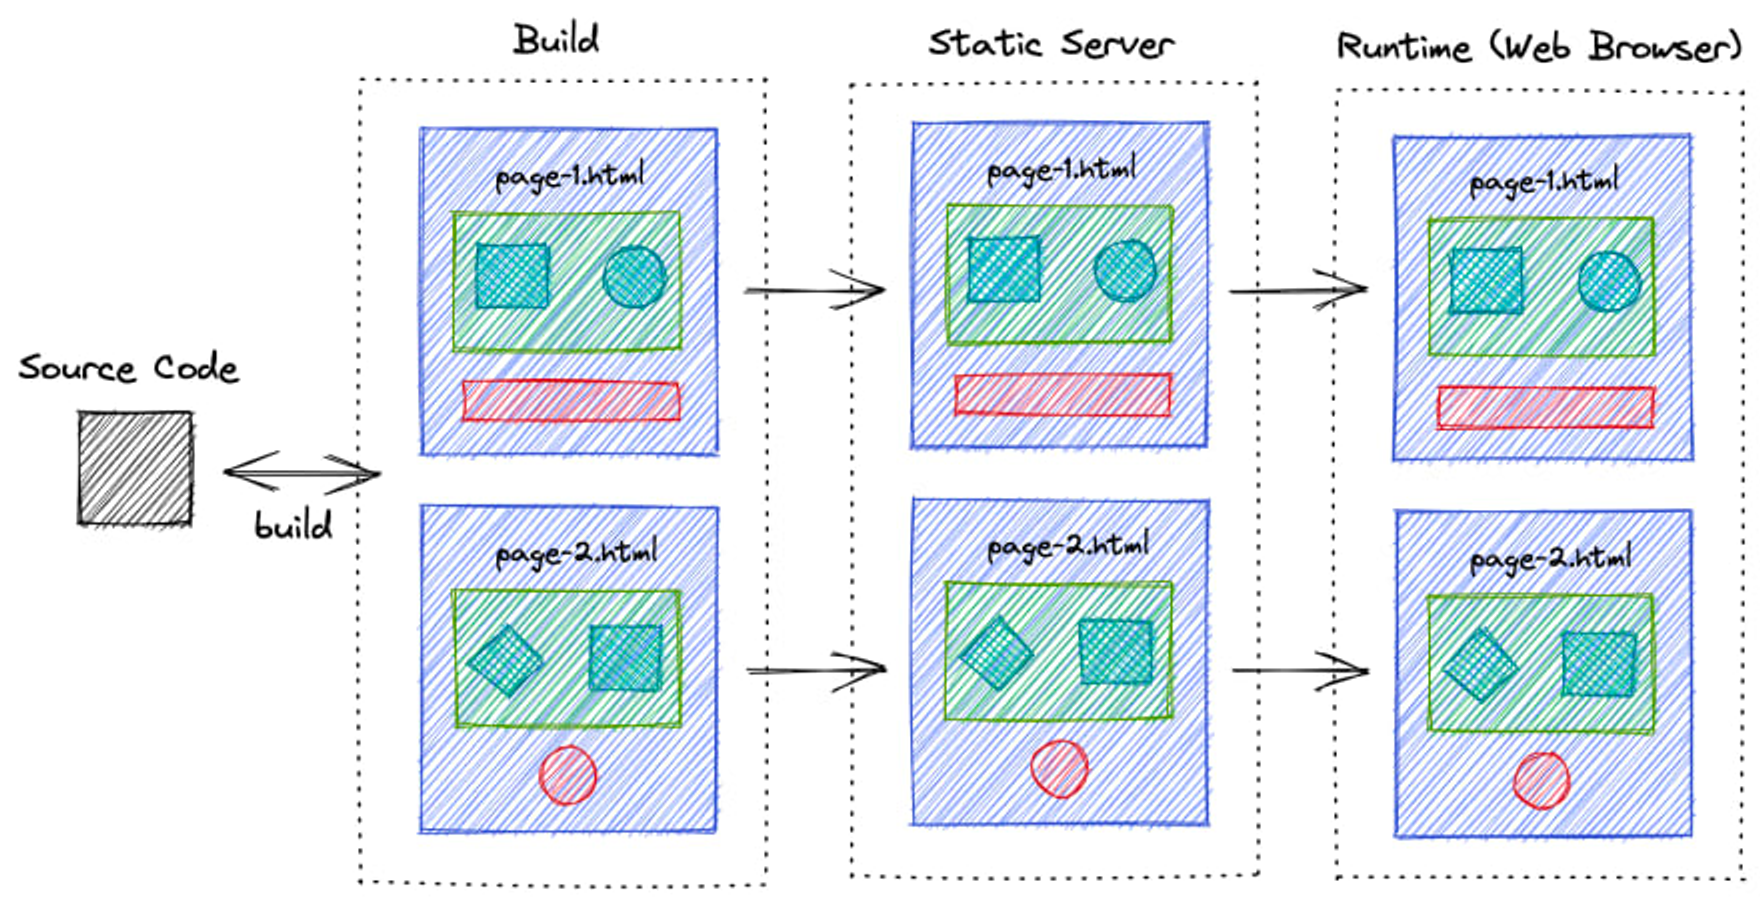 Build
Static Server
Runtime (Web Browser)
page-1.html
page-1.html
page-1.html
Source Code
build
page-2.html
page-2.html
page-2.html